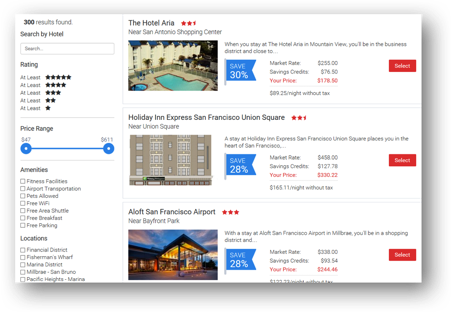 300 results found.
Search by Hotel
Search...
Rating
At Least
At Least
At Least
At Least
At Least
Price Range
$47 $611
Amenities
Fitness Facilities
Airport Transportation
Pets Allowed
Free WiFi
Free Area Shuttle
Free Breakfast
Free Parking
Locations
Financial District
Fisherman's Wharf
Marina District
Millbrae - San Bruno
Pacific Heights - Marina
The Hotel Aria
Near San Antonio Shopping Center
When you stay at The Hotel Aria in Mountain View, you'll be in the business
district and close to...
SAVE
30%
Market Rate: $255.00
Savings Credits: $76.50
Your Price: $178.50
Select
$89.25/night without tax
Holiday Inn Express San Francisco Union Square
Near Union Square
A stay at Holiday Inn Express San Francisco Union Square places you in the
heart of San Francisco,...
SAVE
28%
Market Rate: $458.00
Savings Credits: $127.78
Your Price: $330.22
Select
$165.11/night without tax
Aloft San Francisco Airport
Near Bayfront Park
With a stay at Aloft San Francisco Airport in Millbrae, you'll be in a shopping
district and...
SAVE
28%
Market Rate: $338.00
Savings Credits: $93.54
Your Price: $244.46
Select